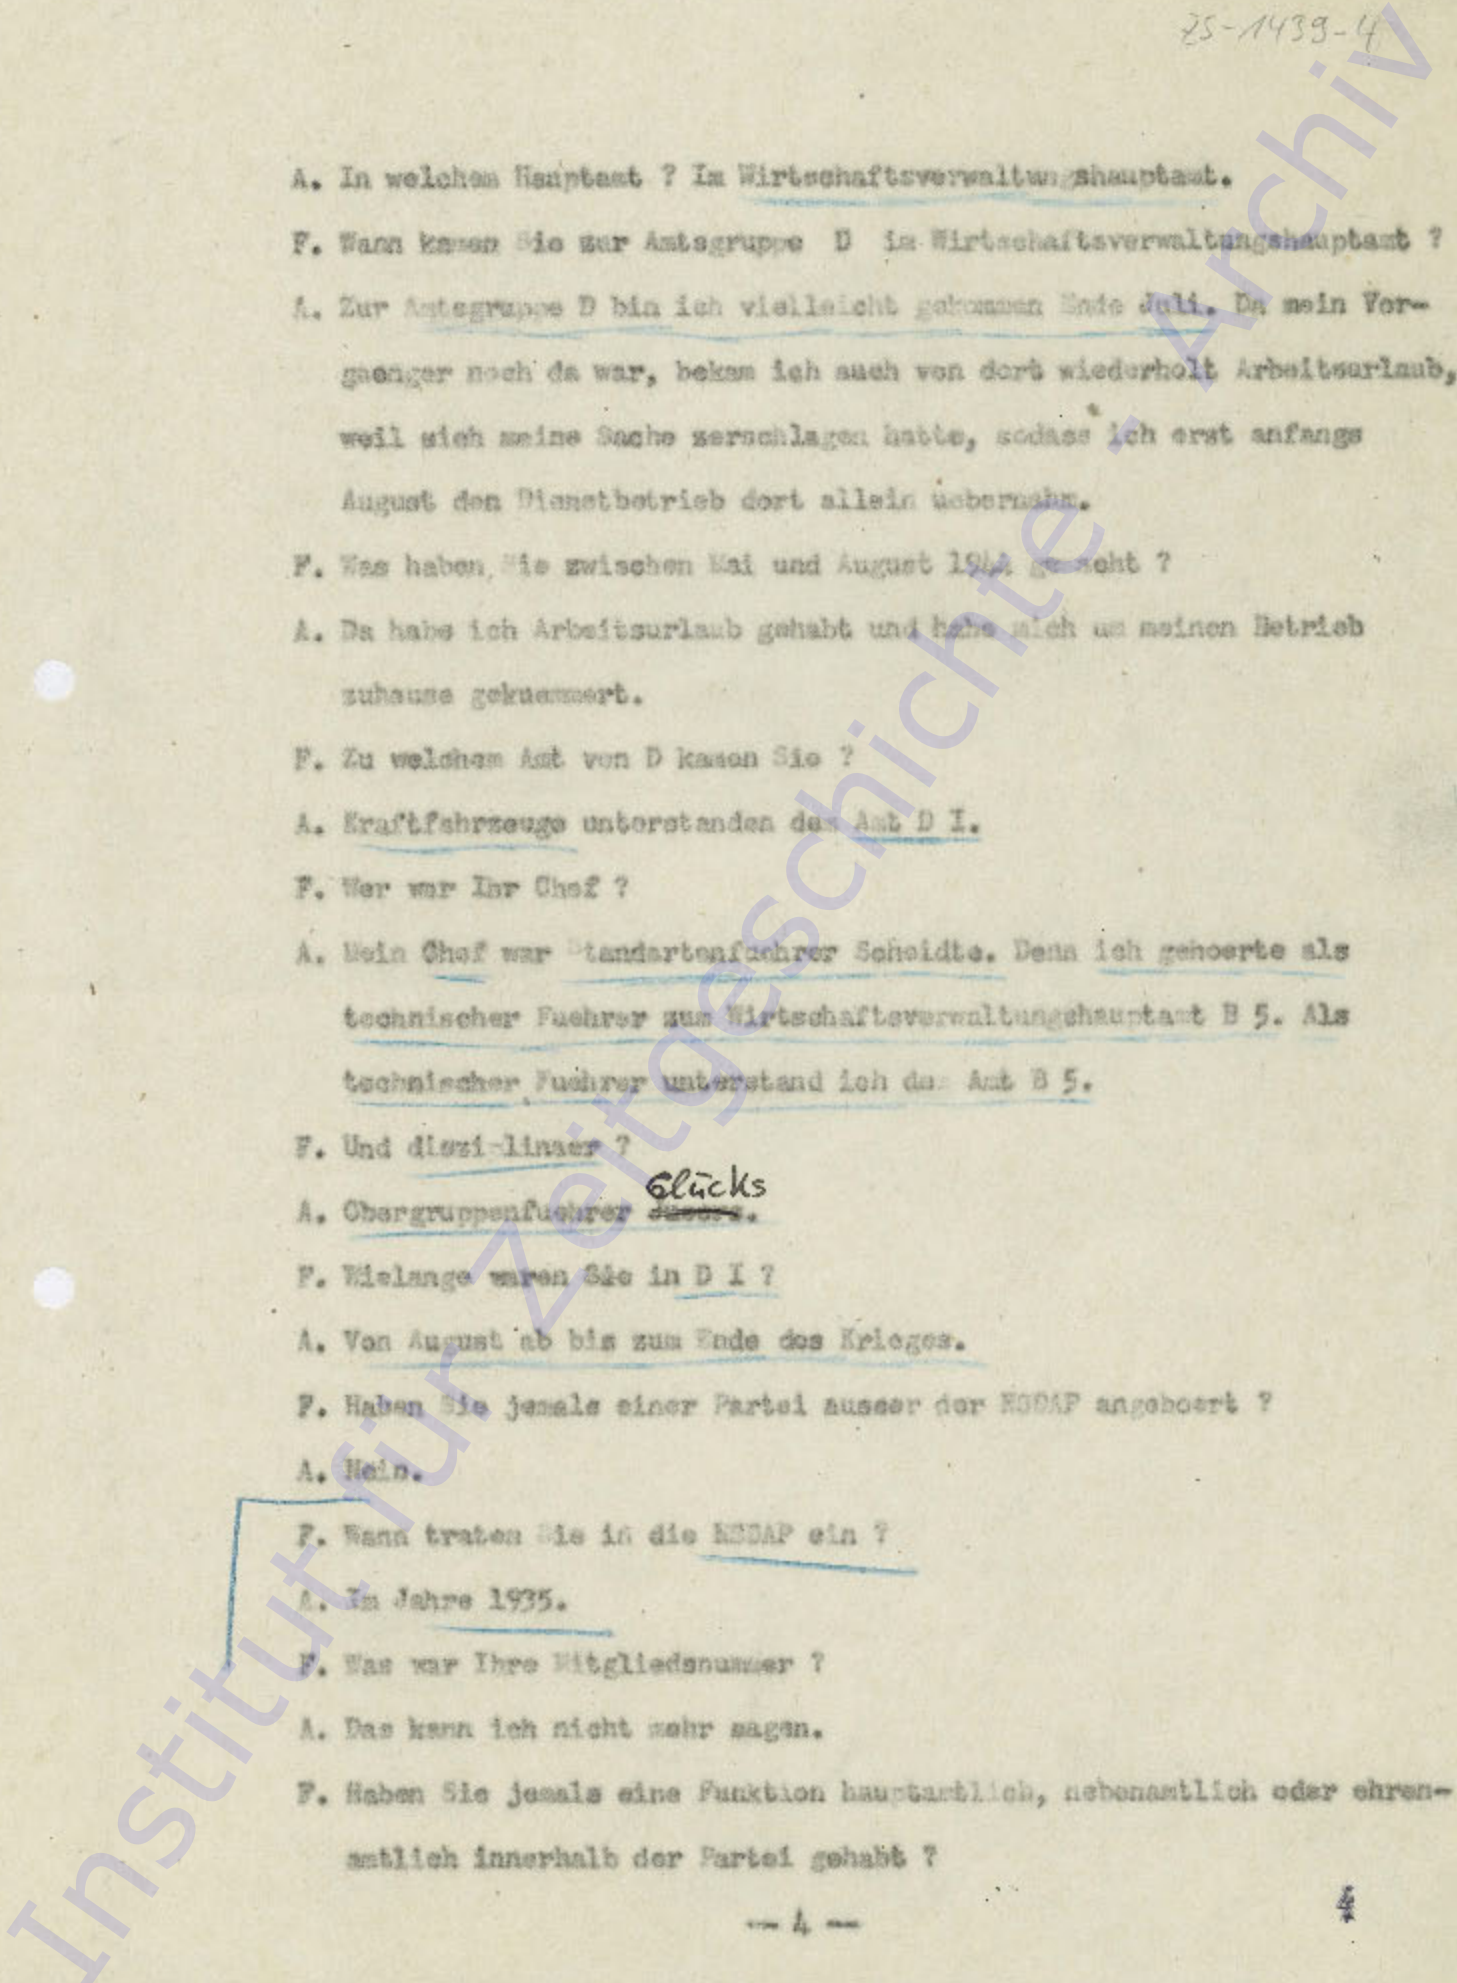 ZS-1439-4
A. In welchem Hauptamt ? Im Wirtschaftsverwaltungshauptamt.
F. Wann kamen Sie zur Amtsgruppe D im Wirtschaftsverwaltungshauptamt ?
A. Zur Amtsgruppe D bin ich vielleicht gekommen Ende Juli. Da mein Vor-
gaenger noch da war, bekam ich auch von dort wiederholt Arbeitsurlaub,
weil sich meine Sache zerschlagen hatte, sodass ich erst anfangs
August den Dienstbetrieb dort allein uebernahm.
F. Was haben Sie zwischen Mai und August 1944 gemacht ?
A. Da habe ich Arbeitsurlaub gehabt und habe mich um meinen Betrieb
zuhause gekuemmert.
F. Zu welchem Amt von D kamen Sie ?
A. Kraftfahrzeuge unterstanden dem Amt D I.
F. Wer war Ihr Chef ?
A. Mein Chef war Standartenfuehrer Scheidte. Denn ich gehoerte als
technischer Fuehrer zum Wirtschaftsverwaltungshauptamt B 5. Als
technischer Fuehrer unterstand ich dem Amt B 5.
F. Und disziplinaer ?
Glücks
A. Obergruppenfuehrer
F. Wielange waren Sie in D I ?
A. Von August ab bis zum Ende des Krieges.
F. Haben Sie jemals einer Partei ausser der NSDAP angehoert ?
A. Nein.
F. Wann traten Sie in die NSDAP ein ?
A. Im Jahre 1935.
F. Was war Ihre Mitgliedsnummer ?
A. Das kann ich nicht mehr sagen.
F. Haben Sie jemals eine Funktion hauptamtlich, nebenamtlich oder ehren-
amtlich innerhalb der Partei gehabt ?
-- 4 --
4
Institut für Zeitgeschichte - Archiv